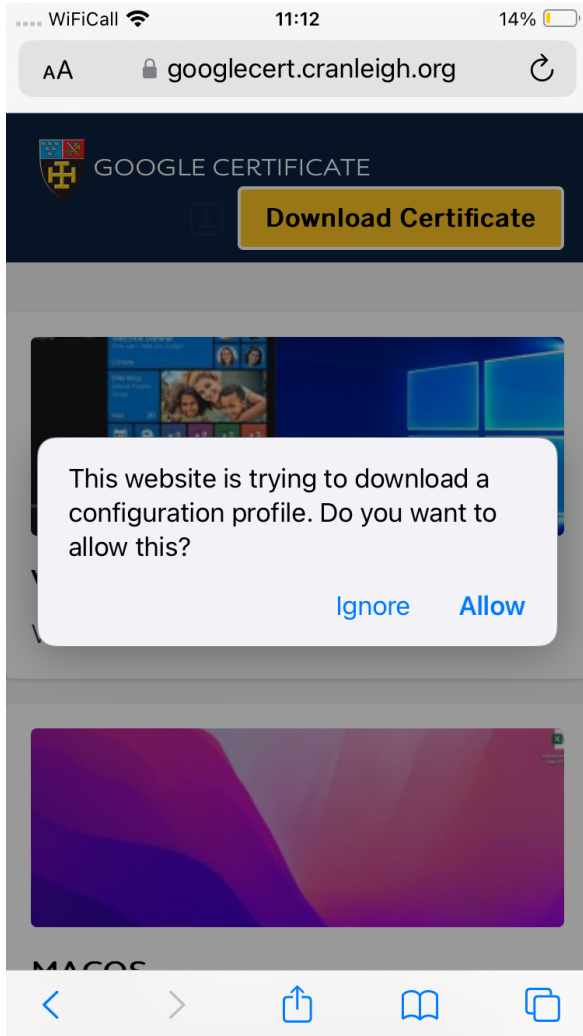 WiFiCall 11:12 14%
AA googlecert.cranleigh.org
GOOGLE CERTIFICATE
Download Certificate
This website is trying to download a
configuration profile. Do you want to
allow this?
Ignore Allow
MACOS